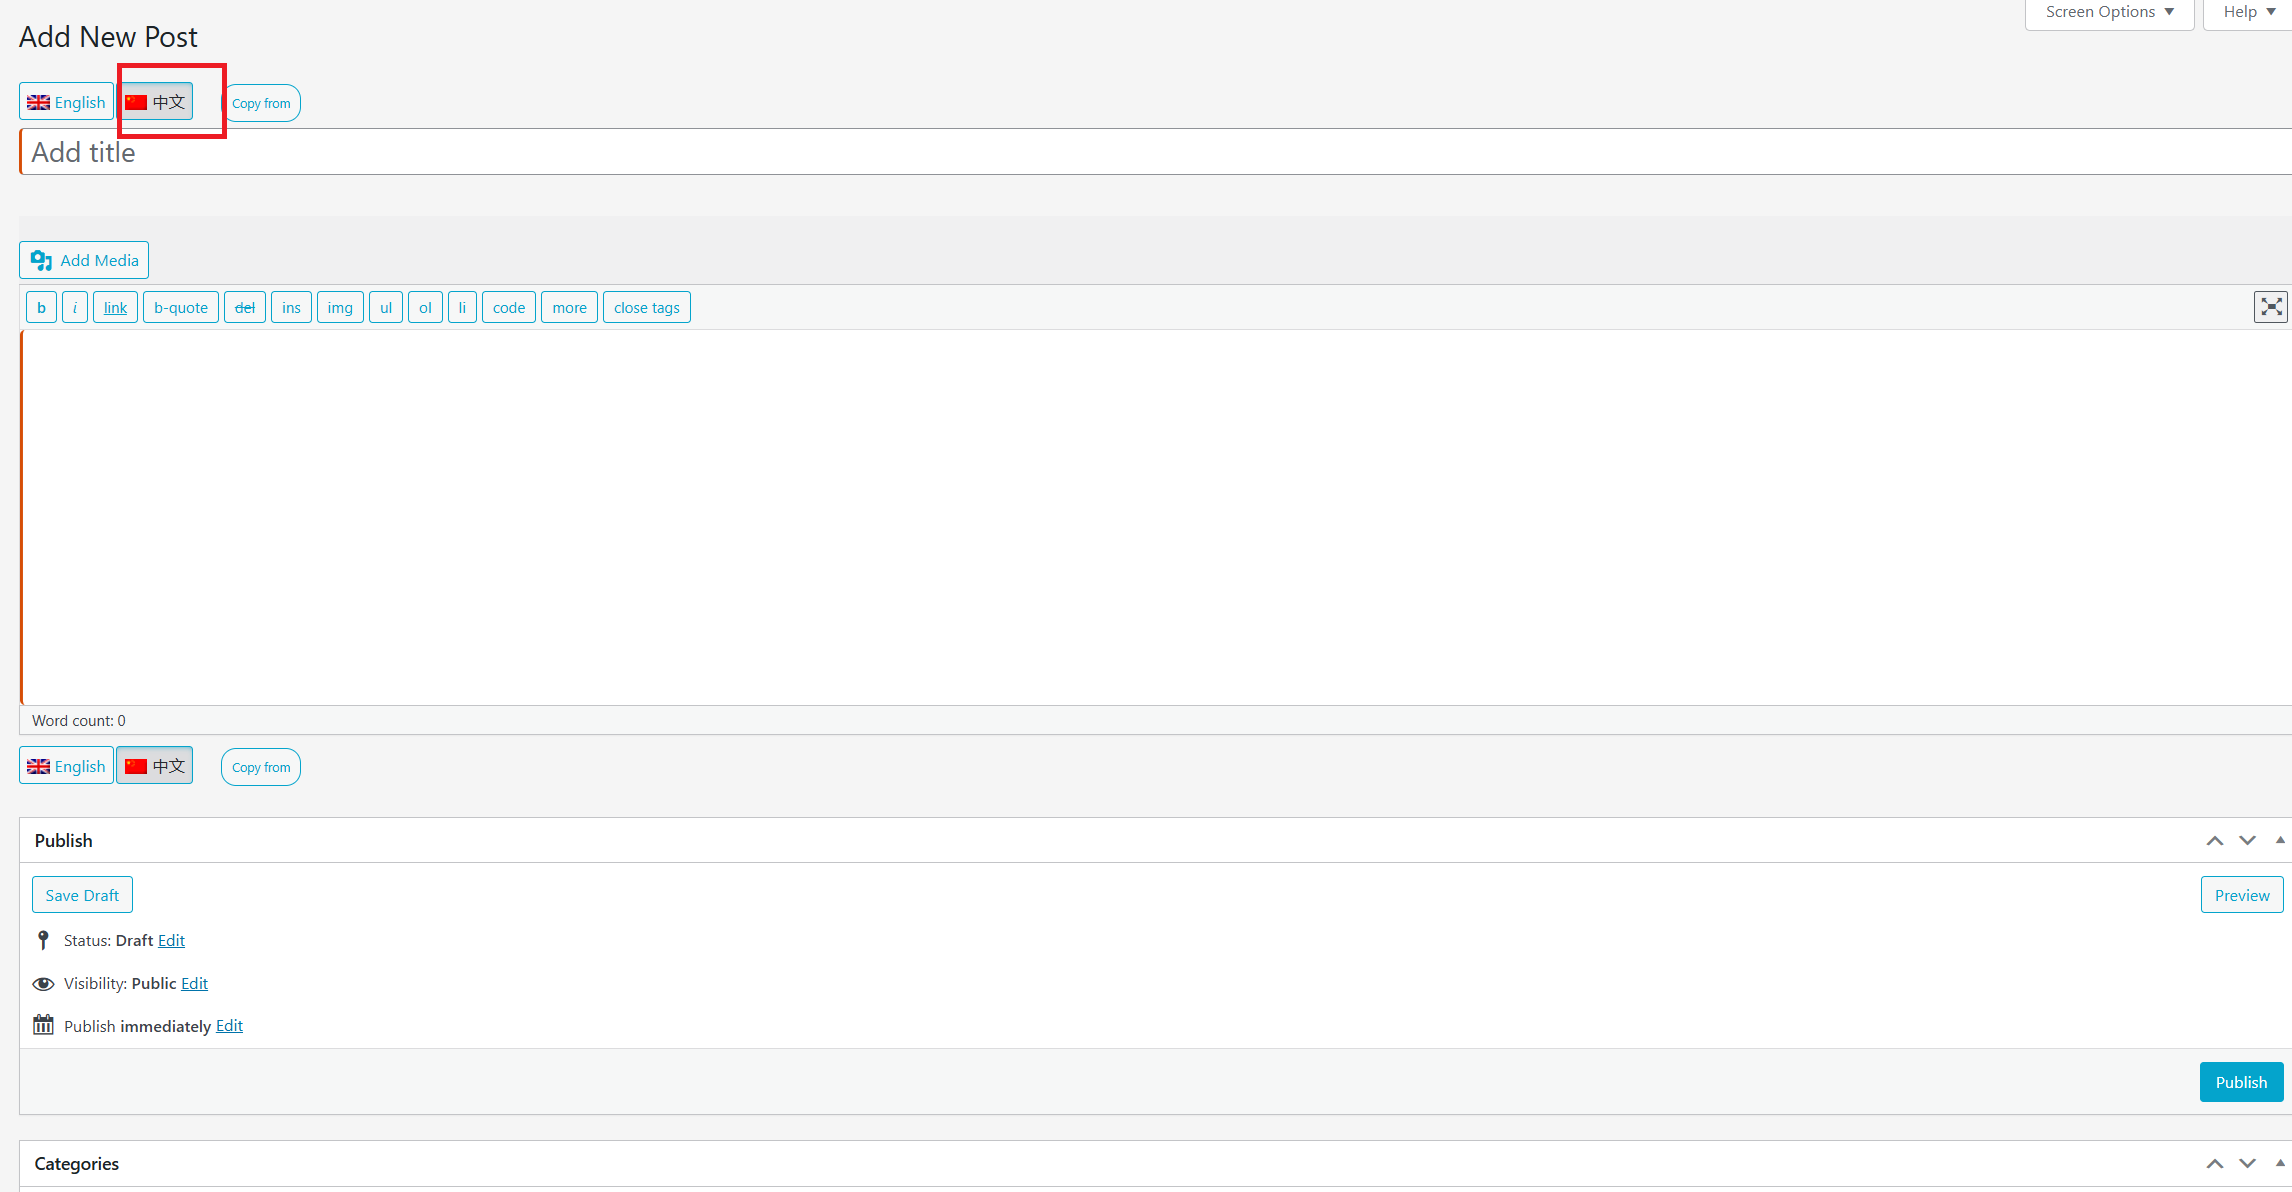 Screen Options Help
Add New Post
English 中文 Copy from
Add title
Add Media
b i link b-quote del ins img ul ol li code more close tags
Word count: 0
English 中文 Copy from
Publish
Save Draft Preview
Status: Draft Edit
Visibility: Public Edit
Publish immediately Edit
Publish
Categories